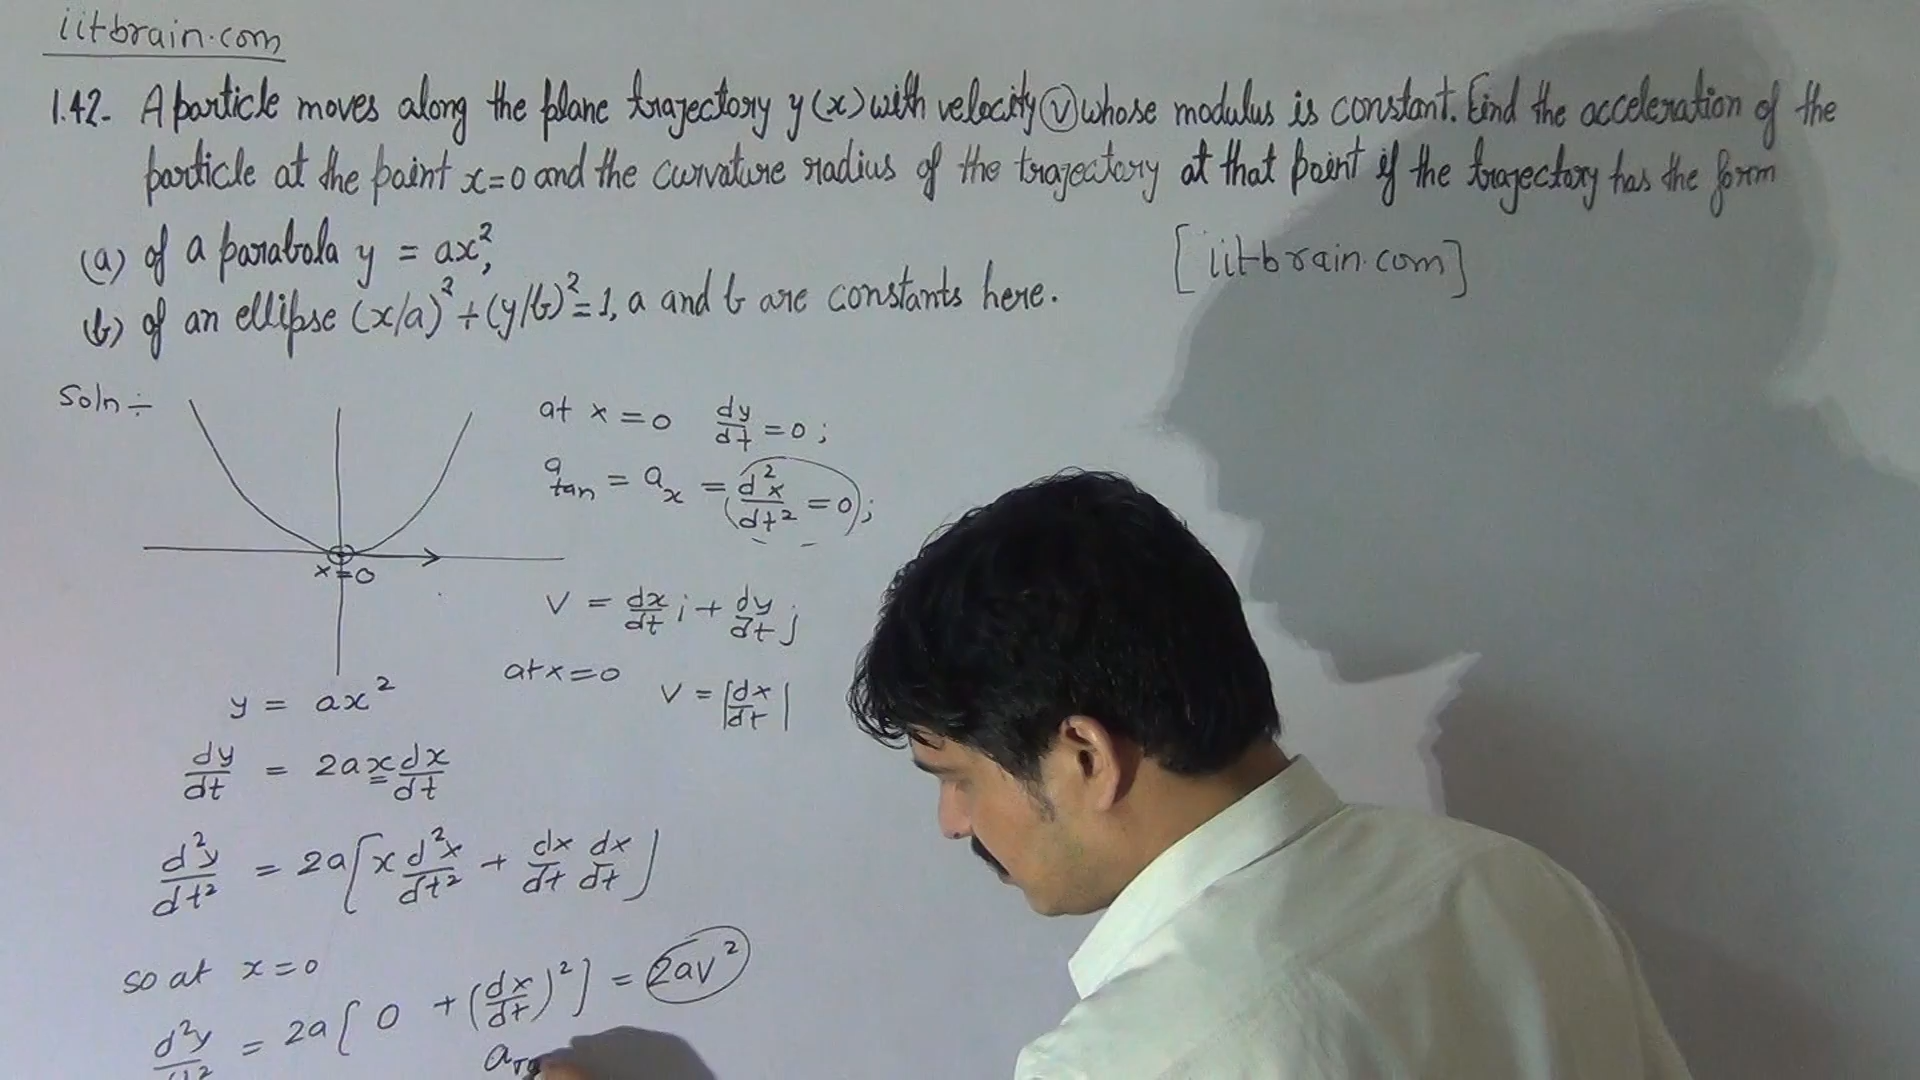 iitbrain.com
1.42- A particle moves along the plane trajectory y(x) with velocity v whose modulus is constant. Find the acceleration of the
particle at the point x=0 and the curvature radius of the trajectory at that point if the trajectory has the form
(a) of a parabola y = ax²,
(b) of an ellipse (x/a)² + (y/b)² = 1, a and b are constants here.
[iitbrain.com]
Soln ÷
x=0
at x = 0 dy/dt = 0 ;
a tan = a x = d²x/dt² = 0 ;
V = dx/dt i + dy/dt j
at x = 0 V = |dx/dt|
y = ax²
dy/dt = 2ax dx/dt
d²y/dt² = 2a [x d²x/dt² + dx/dt dx/dt]
so at x = 0
d²y/dt² = 2a [ 0 + (dx/dt)² ] = 2av²